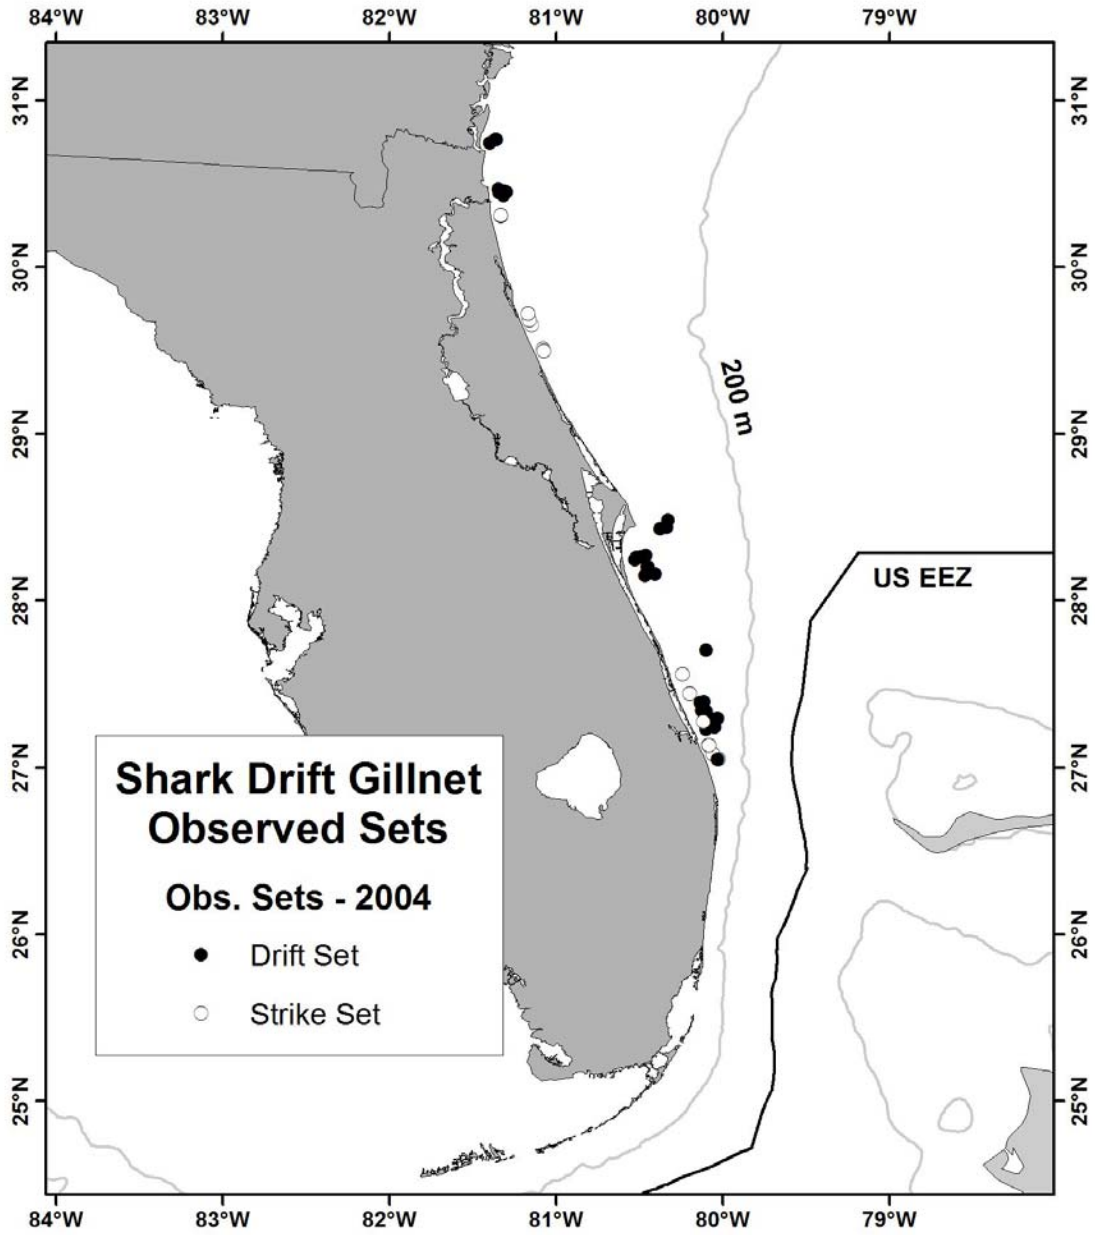 84°W 83°W 82°W 81°W 80°W 79°W
31°N 31°N
30°N 30°N
200 m
29°N 29°N
US EEZ
28°N 28°N
27°N 27°N
Shark Drift Gillnet
Observed Sets
Obs. Sets - 2004
26°N 26°N
Drift Set
Strike Set
25°N 25°N
84°W 83°W 82°W 81°W 80°W 79°W